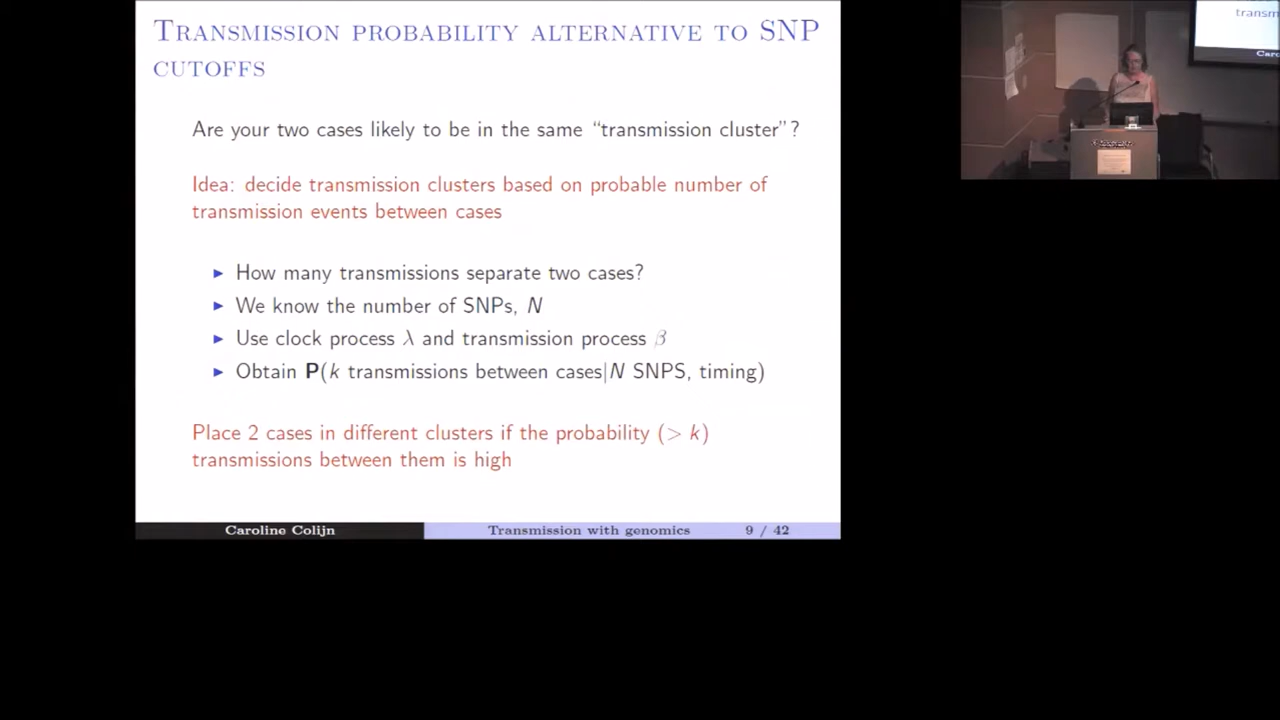 TRANSMISSION PROBABILITY ALTERNATIVE TO SNP
CUTOFFS
Are your two cases likely to be in the same “transmission cluster”?
Idea: decide transmission clusters based on probable number of
transmission events between cases
▶ How many transmissions separate two cases?
▶ We know the number of SNPs, N
▶ Use clock process λ and transmission process β
▶ Obtain P(k transmissions between cases|N SNPS, timing)
Place 2 cases in different clusters if the probability (> k)
transmissions between them is high
Caroline Colijn Transmission with genomics 9 / 42
transm
Caro